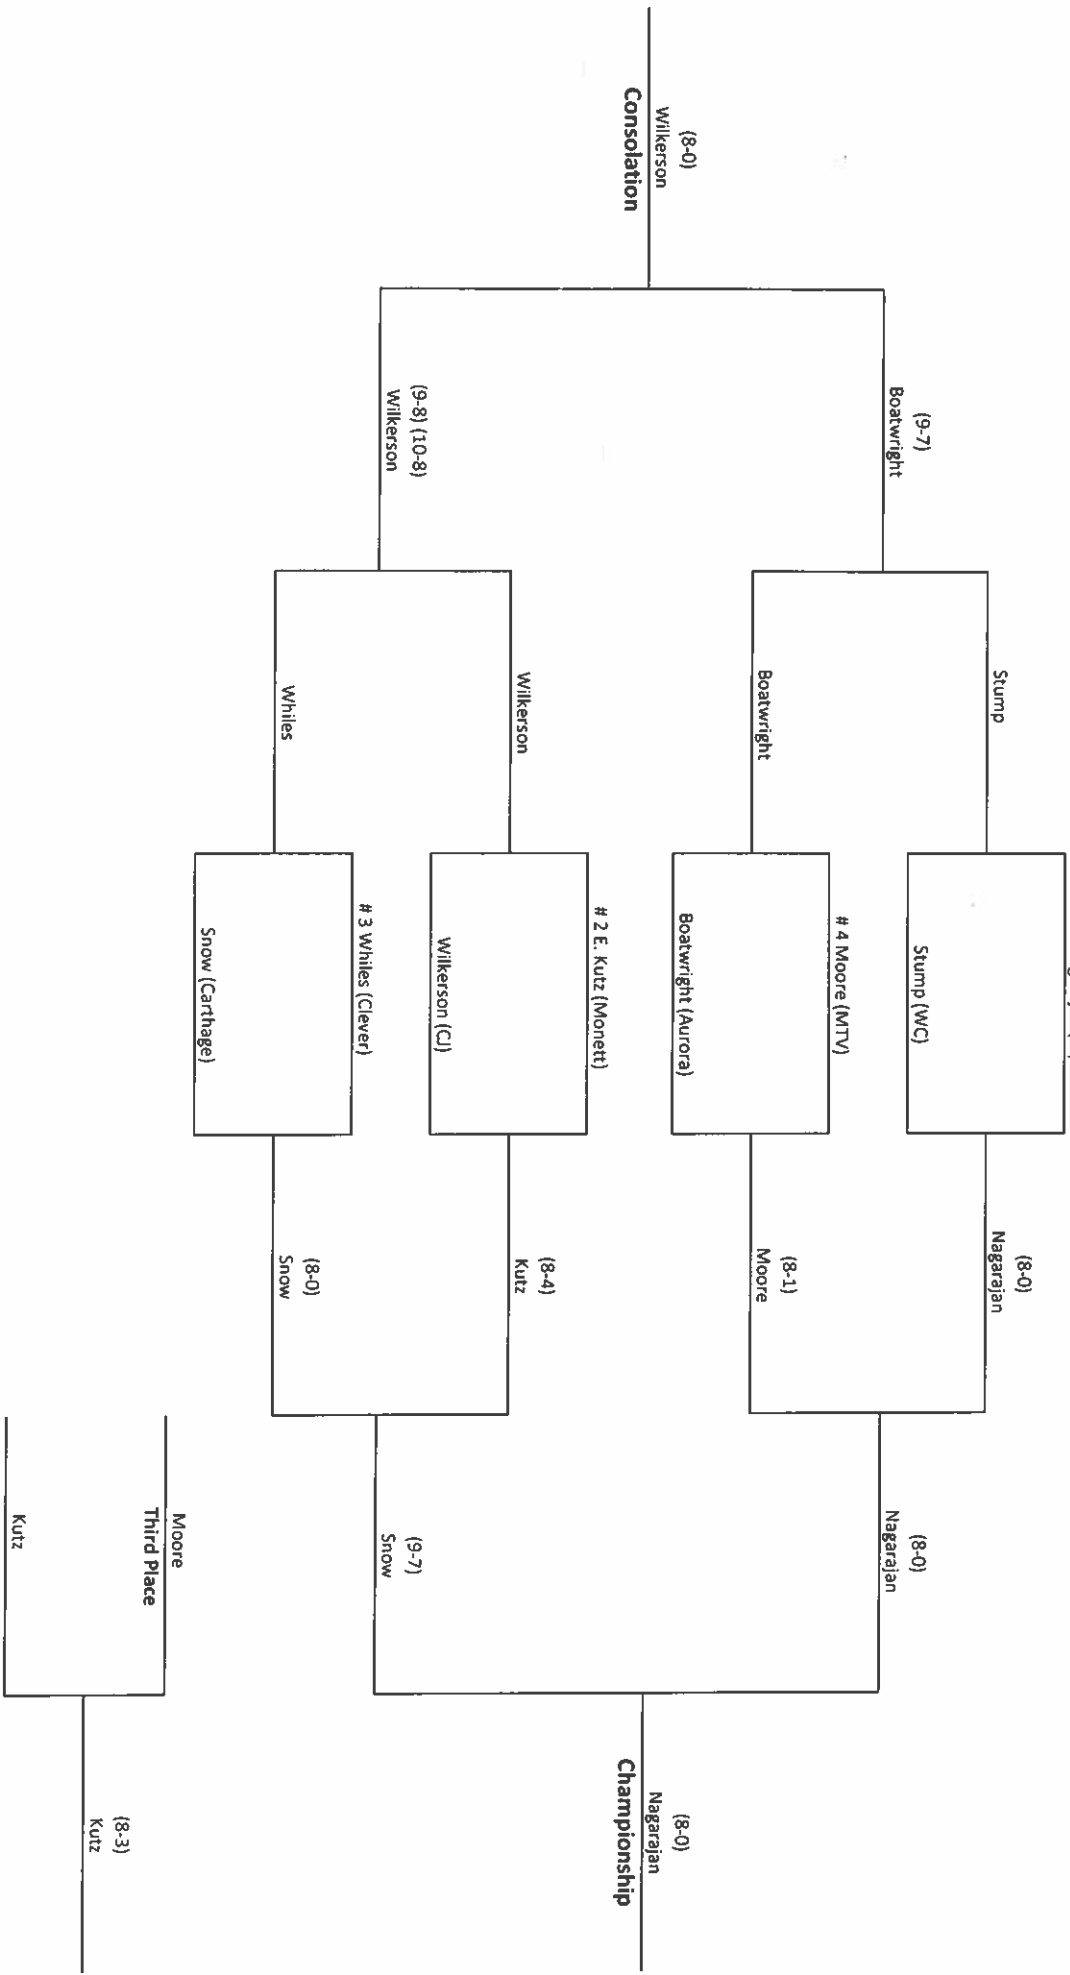 (8-0)
Wilkerson
Consolation
(9-7)
Boatwright
(9-8) (10-8)
Wilkerson
Stump
Boatwright
Wilkerson
Whiles
Stump (WC)
# 4 Moore (MTV)
Boatwright (Aurora)
# 2 E. Kutz (Monett)
Wilkerson (CJ)
# 3 Whiles (Clever)
Snow (Carthage)
(8-0)
Nagarajan
(8-1)
Moore
(8-4)
Kutz
(8-0)
Snow
(8-0)
Nagarajan
(9-7)
Snow
(8-0)
Nagarajan
Championship
Moore
Third Place
Kutz
(8-3)
Kutz